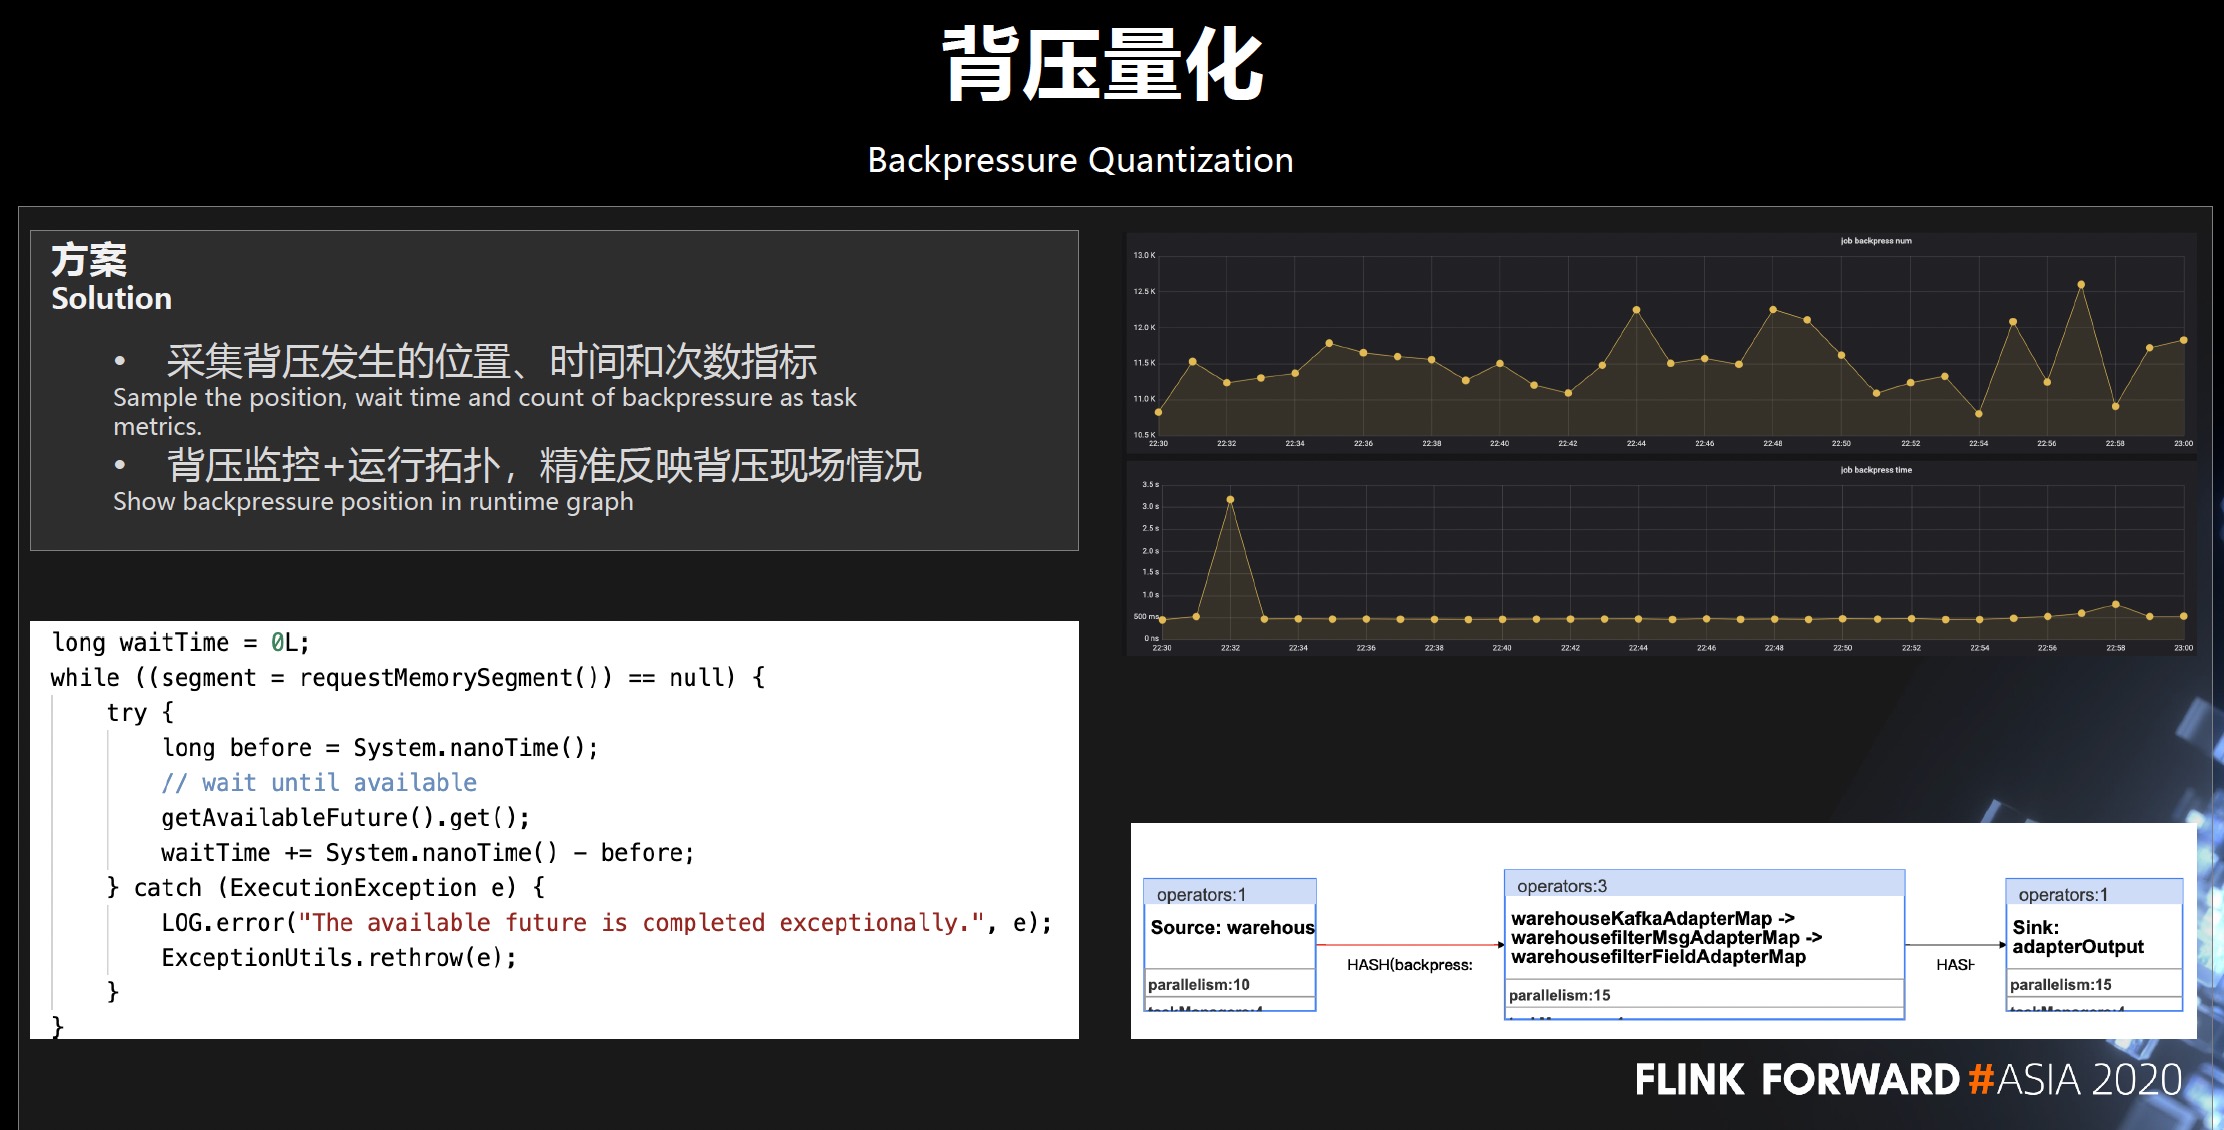 背压量化
Backpressure Quantization
方案
Solution
• 采集背压发生的位置、时间和次数指标
Sample the position, wait time and count of backpressure as task
metrics.
• 背压监控+运行拓扑，精准反映背压现场情况
Show backpressure position in runtime graph
long waitTime = 0L;
while ((segment = requestMemorySegment()) == null) {
try {
long before = System.nanoTime();
// wait until available
getAvailableFuture().get();
waitTime += System.nanoTime() - before;
} catch (ExecutionException e) {
LOG.error("The available future is completed exceptionally.", e);
ExceptionUtils.rethrow(e);
}
}
job backpress num
13.0 K
12.5 K
12.0 K
11.5 K
11.0 K
10.5 K
22:30 22:32 22:34 22:36 22:38 22:40 22:42 22:44 22:46 22:48 22:50 22:52 22:54 22:56 22:58 23:00
job backpress time
3.5 s
3.0 s
2.5 s
2.0 s
1.5 s
1.0 s
500 ms
0 ns
22:30 22:32 22:34 22:36 22:38 22:40 22:42 22:44 22:46 22:48 22:50 22:52 22:54 22:56 22:58 23:00
operators:1
Source: warehous
parallelism:10
HASH(backpress:
operators:3
warehouseKafkaAdapterMap ->
warehousefilterMsgAdapterMap ->
warehousefilterFieldAdapterMap
parallelism:15
HASH
operators:1
Sink:
adapterOutput
parallelism:15
FLINK FORWARD #ASIA 2020